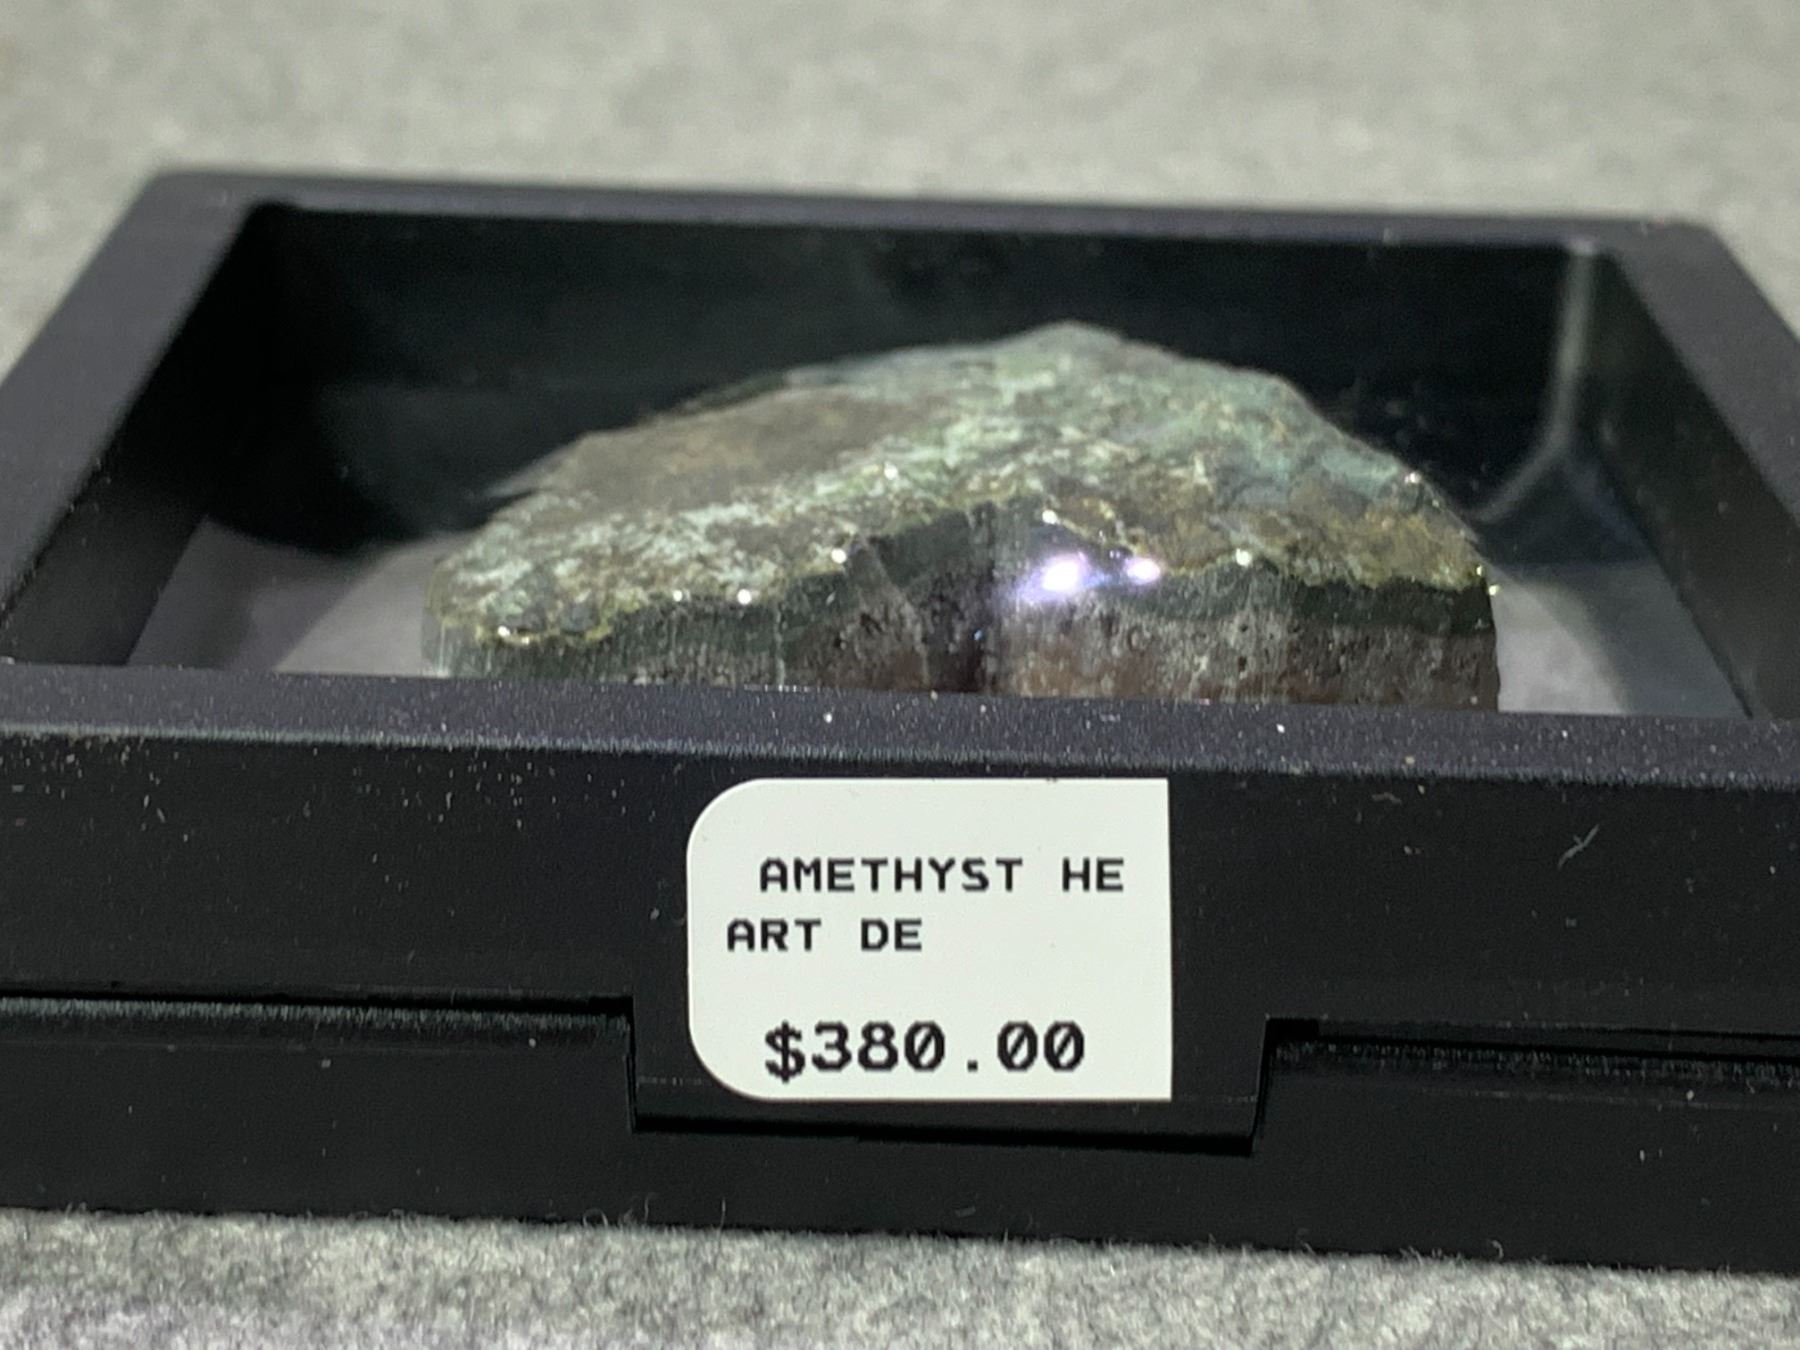 AMETHYST HE
ART DE
$380.00